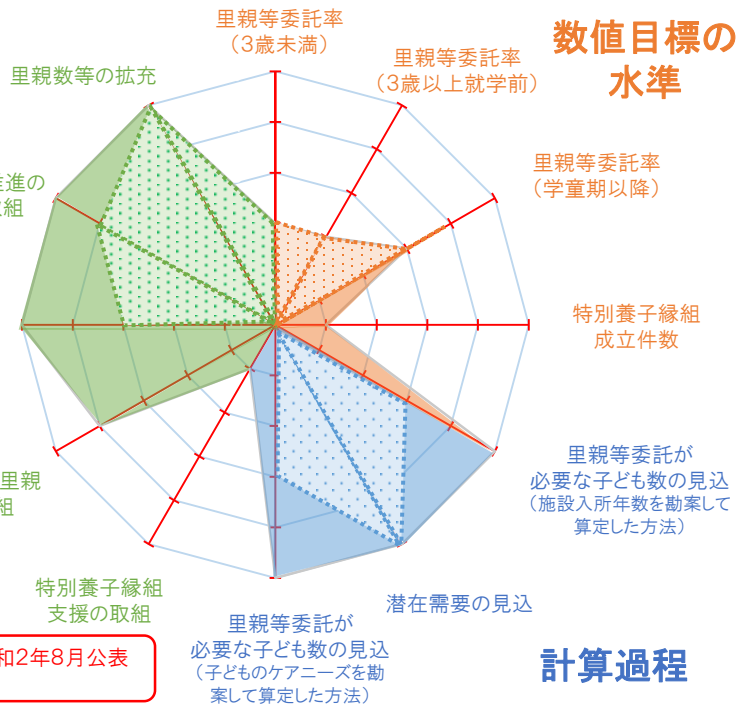 里親等委託率
（3歳未満）
数値目標の
水準
里親等委託率
（3歳以上就学前）
里親数等の拡充
里親等委託率
（学童期以降）
進の
組
特別養子縁組
成立件数
里親等委託が
必要な子ども数の見込
（施設入所年数を勘案して
算定した方法）
里親
組
特別養子縁組
支援の取組
潜在需要の見込
里親等委託が
必要な子ども数の見込
（子どものケアニーズを勘
案して算定した方法）
和2年8月公表
計算過程